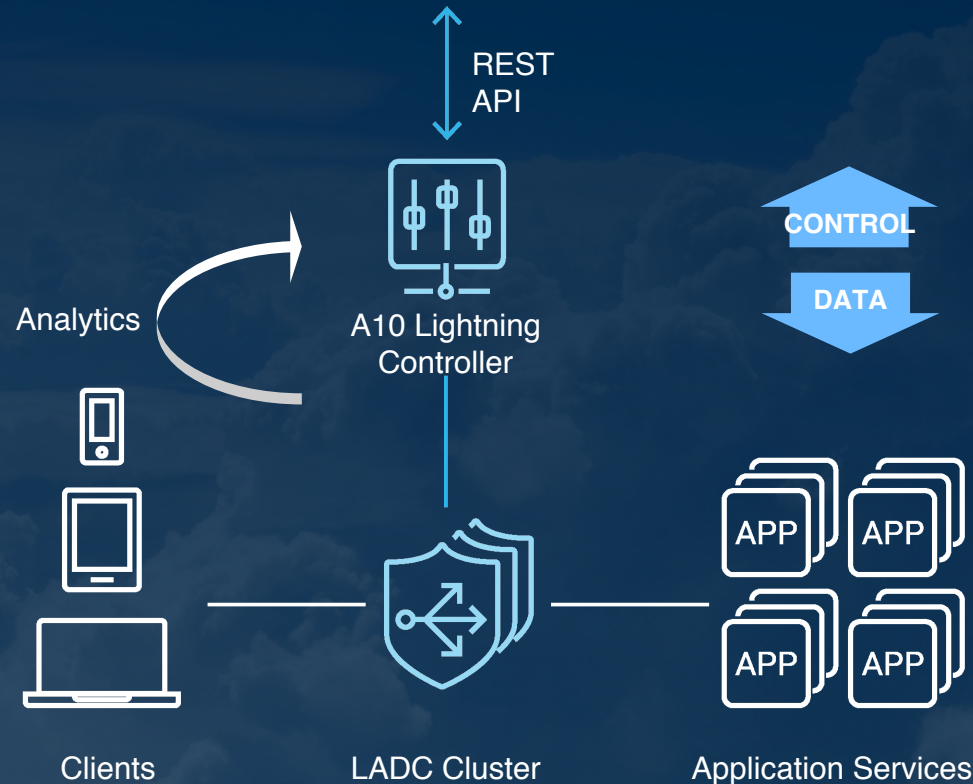 REST
API
CONTROL
DATA
Analytics
A10 Lightning
Controller
APP
APP
APP
APP
Clients
LADC Cluster
Application Services